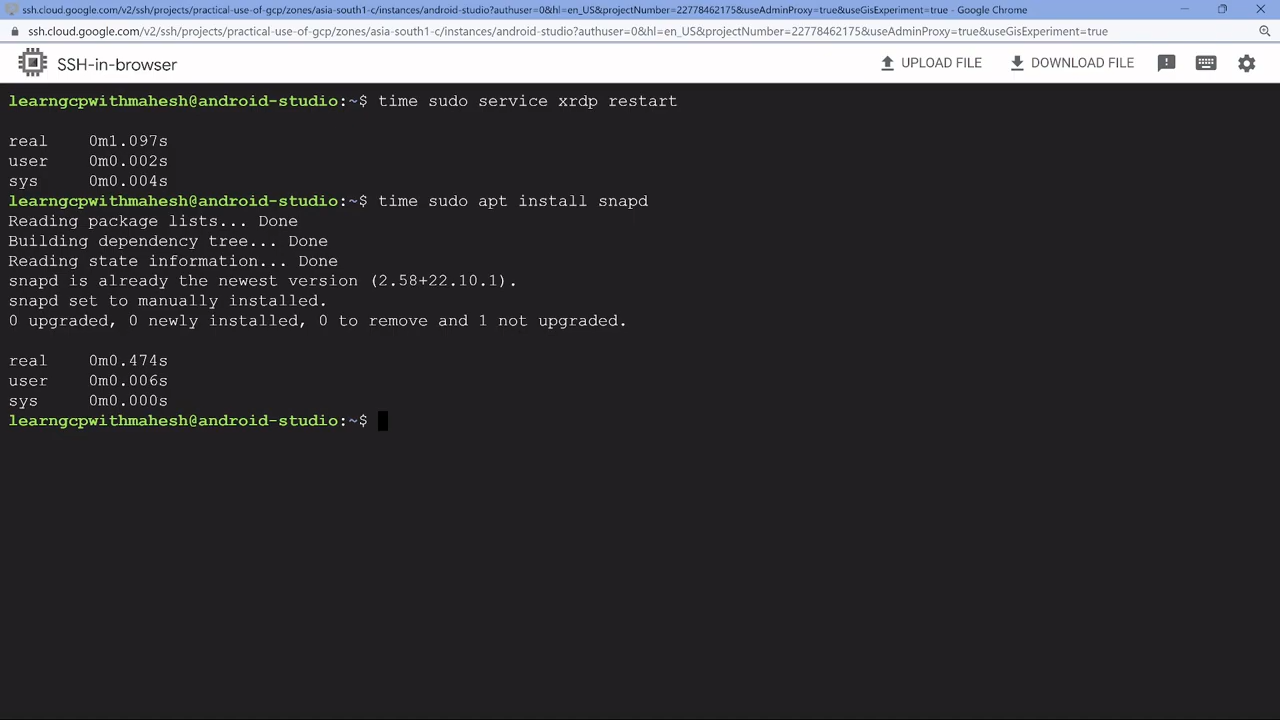 ssh.cloud.google.com/v2/ssh/projects/practical-use-of-gcp/zones/asia-south1-c/instances/android-studio?authuser=0&hl=en_US&projectNumber=22778462175&useAdminProxy=true&useGisExperiment=true - Google Chrome
ssh.cloud.google.com/v2/ssh/projects/practical-use-of-gcp/zones/asia-south1-c/instances/android-studio?authuser=0&hl=en_US&projectNumber=22778462175&useAdminProxy=true&useGisExperiment=true
SSH-in-browser UPLOAD FILE DOWNLOAD FILE
learngcpwithmahesh@android-studio:~$ time sudo service xrdp restart
real 0m1.097s
user 0m0.002s
sys 0m0.004s
learngcpwithmahesh@android-studio:~$ time sudo apt install snapd
Reading package lists... Done
Building dependency tree... Done
Reading state information... Done
snapd is already the newest version (2.58+22.10.1).
snapd set to manually installed.
0 upgraded, 0 newly installed, 0 to remove and 1 not upgraded.
real 0m0.474s
user 0m0.006s
sys 0m0.000s
learngcpwithmahesh@android-studio:~$